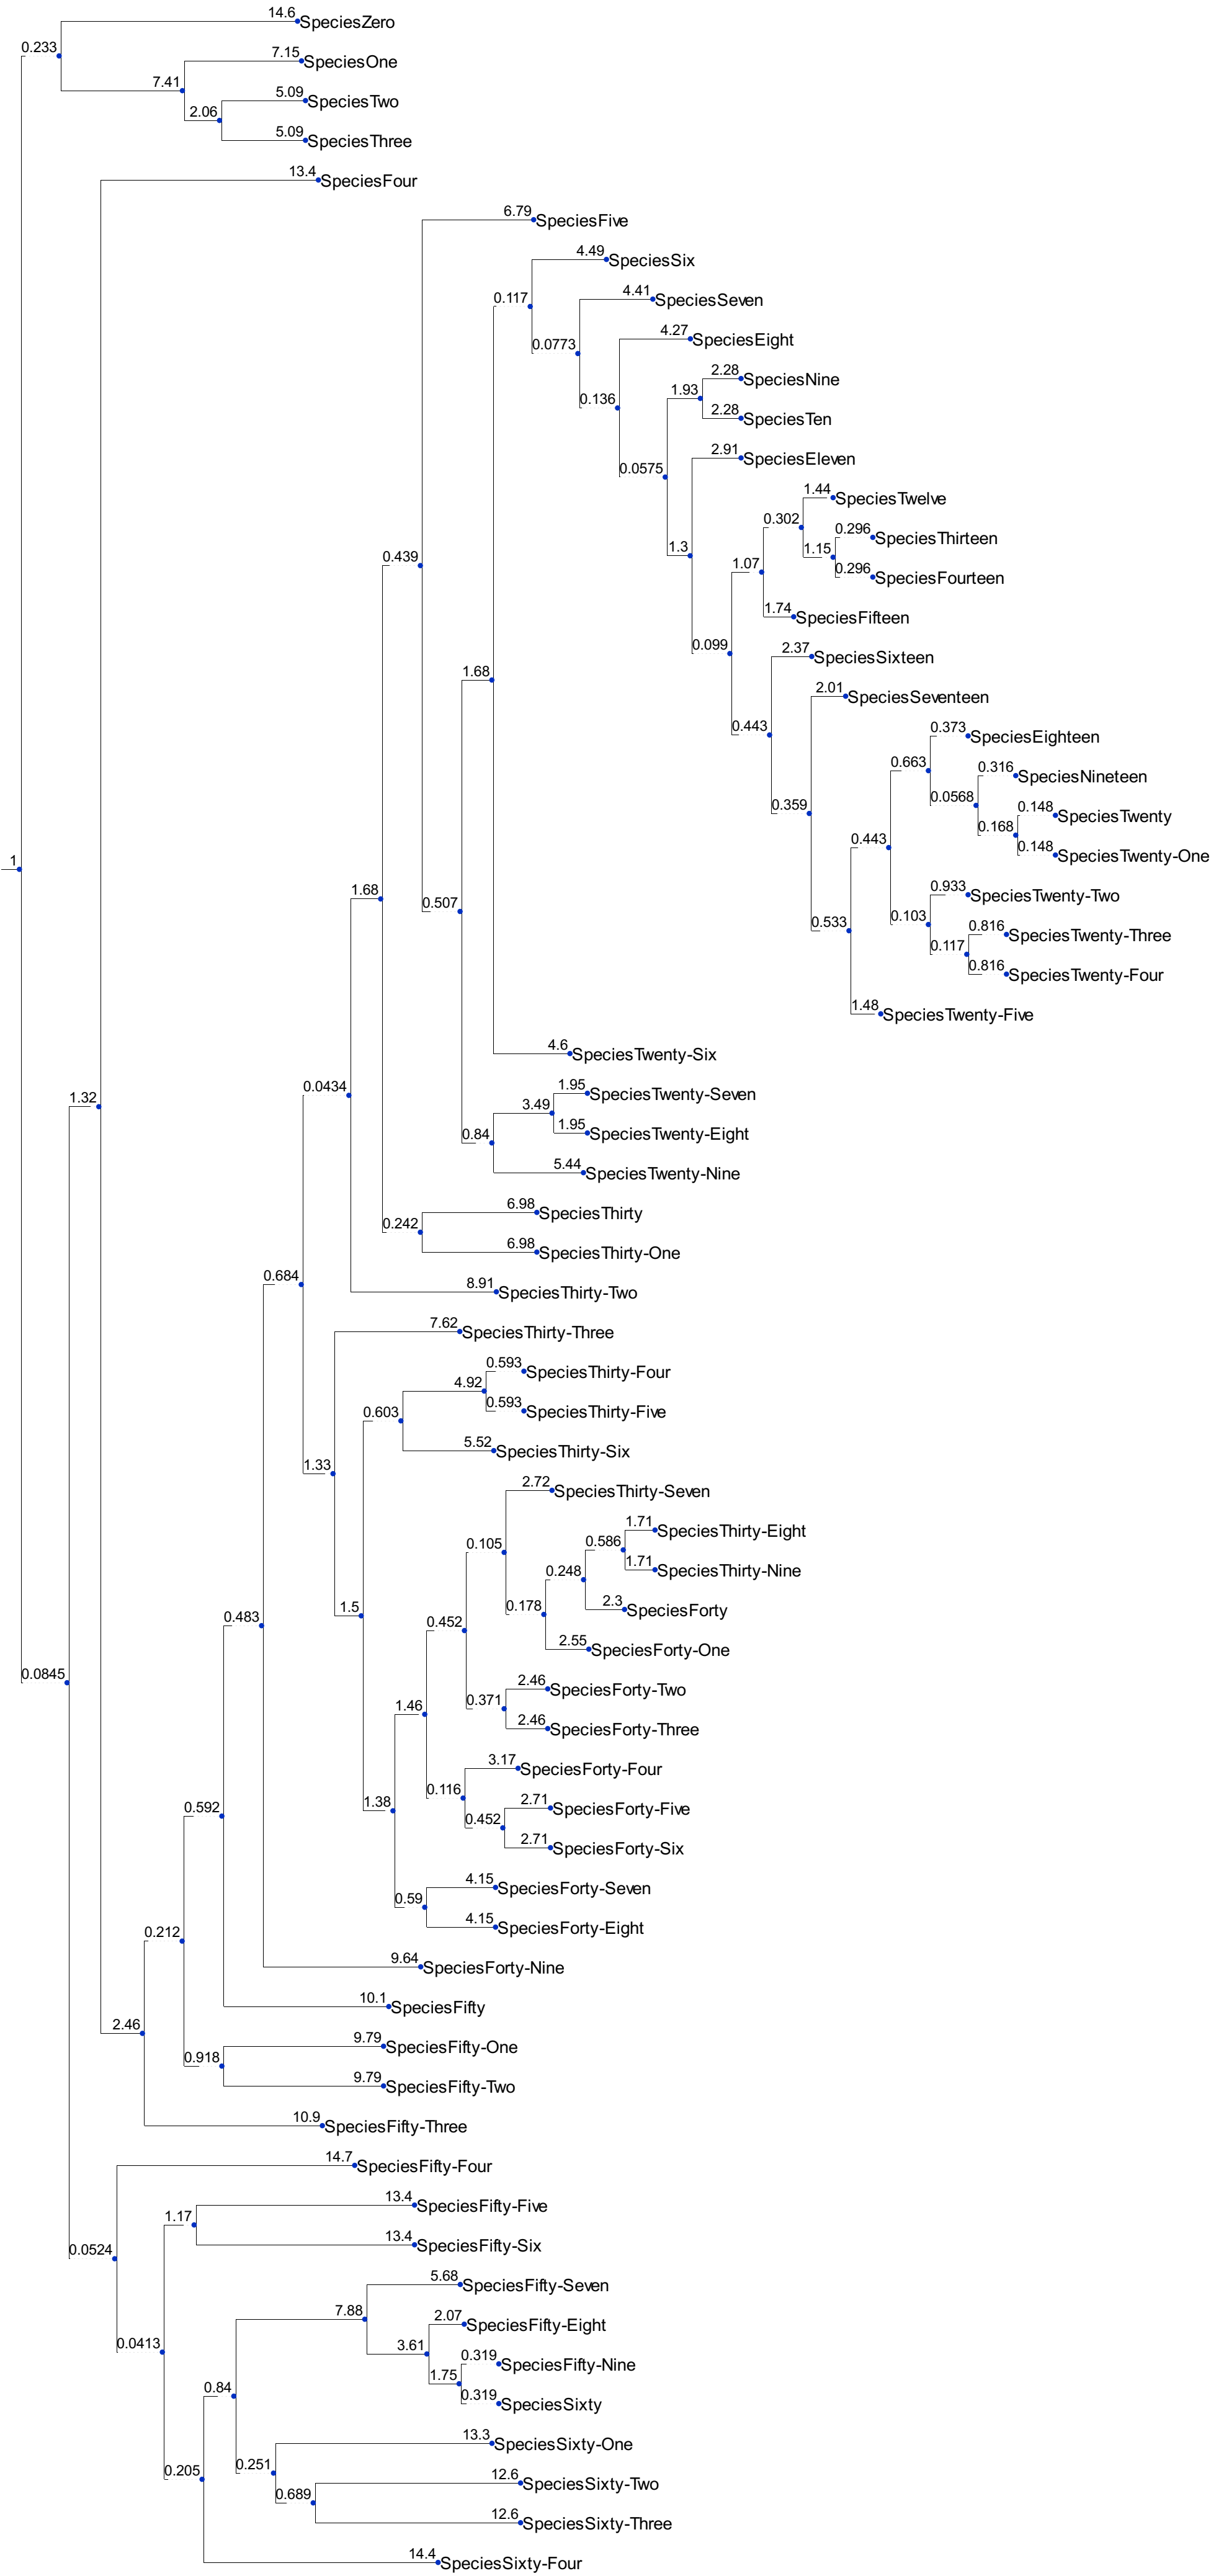 14.6 SpeciesZero
0.233
7.15 SpeciesOne
7.41
5.09 SpeciesTwo
2.06
5.09 SpeciesThree
13.4 SpeciesFour
6.79 SpeciesFive
4.49 SpeciesSix
0.117
4.41 SpeciesSeven
0.0773
4.27 SpeciesEight
2.28 SpeciesNine
1.93
0.136
2.28 SpeciesTen
2.91 SpeciesEleven
0.0575
1.44 SpeciesTwelve
0.302
0.296 SpeciesThirteen
1.3 1.15
0.439 1.07
0.296 SpeciesFourteen
1.74 SpeciesFifteen
0.099
2.37 SpeciesSixteen
1.68
2.01 SpeciesSeventeen
0.443
0.373 SpeciesEighteen
0.663
0.316 SpeciesNineteen
0.0568
0.359 0.148 SpeciesTwenty
0.168
0.443
0.148 SpeciesTwenty-One
1
1.68 0.933 SpeciesTwenty-Two
0.507
0.103
0.533 0.816 SpeciesTwenty-Three
0.117
0.816 SpeciesTwenty-Four
1.48 SpeciesTwenty-Five
4.6 SpeciesTwenty-Six
0.0434 1.95 SpeciesTwenty-Seven
1.32 3.49
1.95 SpeciesTwenty-Eight
0.84
5.44 SpeciesTwenty-Nine
6.98 SpeciesThirty
0.242
6.98 SpeciesThirty-One
0.684
8.91 SpeciesThirty-Two
7.62 SpeciesThirty-Three
0.593 SpeciesThirty-Four
4.92
0.593 SpeciesThirty-Five
0.603
5.52 SpeciesThirty-Six
1.33
2.72 SpeciesThirty-Seven
1.71 SpeciesThirty-Eight
0.105 0.586
1.71 SpeciesThirty-Nine
0.248
2.3 SpeciesForty
1.5 0.178
0.483 0.452
2.55 SpeciesForty-One
0.0845
2.46 SpeciesForty-Two
1.46 0.371
2.46 SpeciesForty-Three
3.17 SpeciesForty-Four
0.116
1.38
0.592 2.71 SpeciesForty-Five
0.452
2.71 SpeciesForty-Six
4.15 SpeciesForty-Seven
0.59
4.15 SpeciesForty-Eight
0.212
9.64 SpeciesForty-Nine
10.1 SpeciesFifty
2.46
9.79 SpeciesFifty-One
0.918
9.79 SpeciesFifty-Two
10.9 SpeciesFifty-Three
14.7 SpeciesFifty-Four
13.4 SpeciesFifty-Five
1.17
13.4 SpeciesFifty-Six
0.0524
5.68 SpeciesFifty-Seven
7.88
2.07 SpeciesFifty-Eight
0.0413 3.61
0.319 SpeciesFifty-Nine
1.75
0.84
0.319 SpeciesSixty
13.3 SpeciesSixty-One
0.205 0.251
12.6 SpeciesSixty-Two
0.689
12.6 SpeciesSixty-Three
14.4 SpeciesSixty-Four